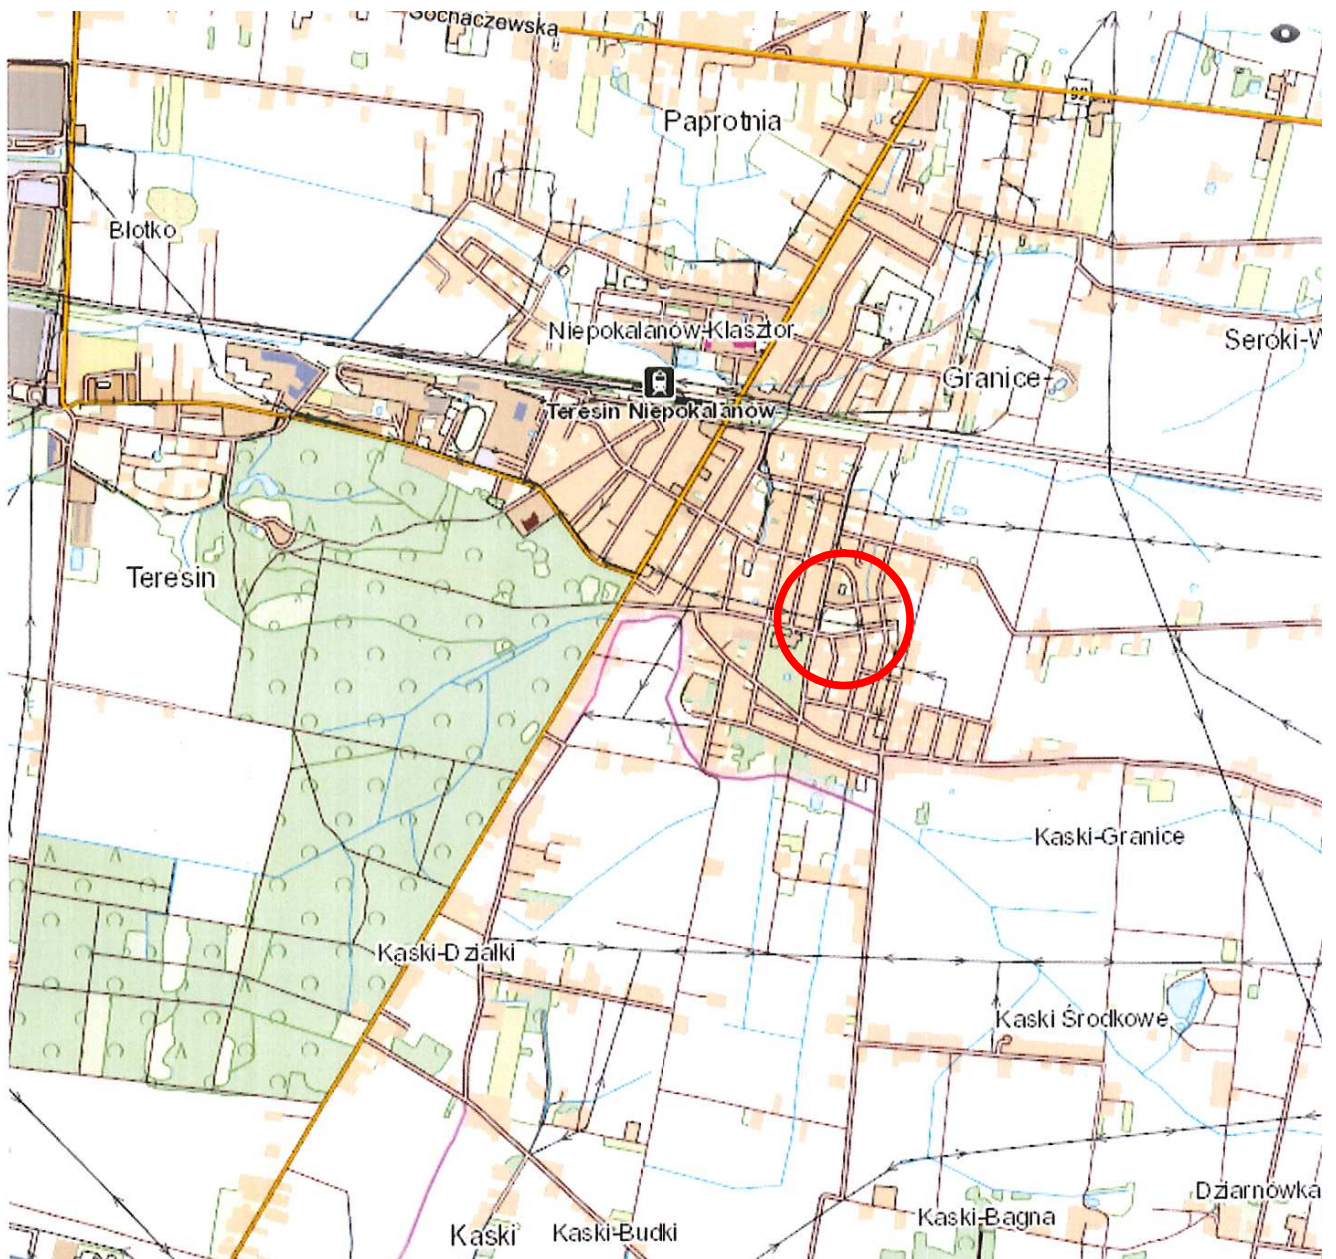 Sochaczewska
92
Paprotnia
Błotko
Niepokalanów-Klasztor
Seroki-W
Granice
Teresin Niepokalanów
Teresin
Kaski-Granice
Kaski-Działki
Kaski Środkowe
Dziarnówka
Kaski-Bagna
Kaski
Kaski-Budki